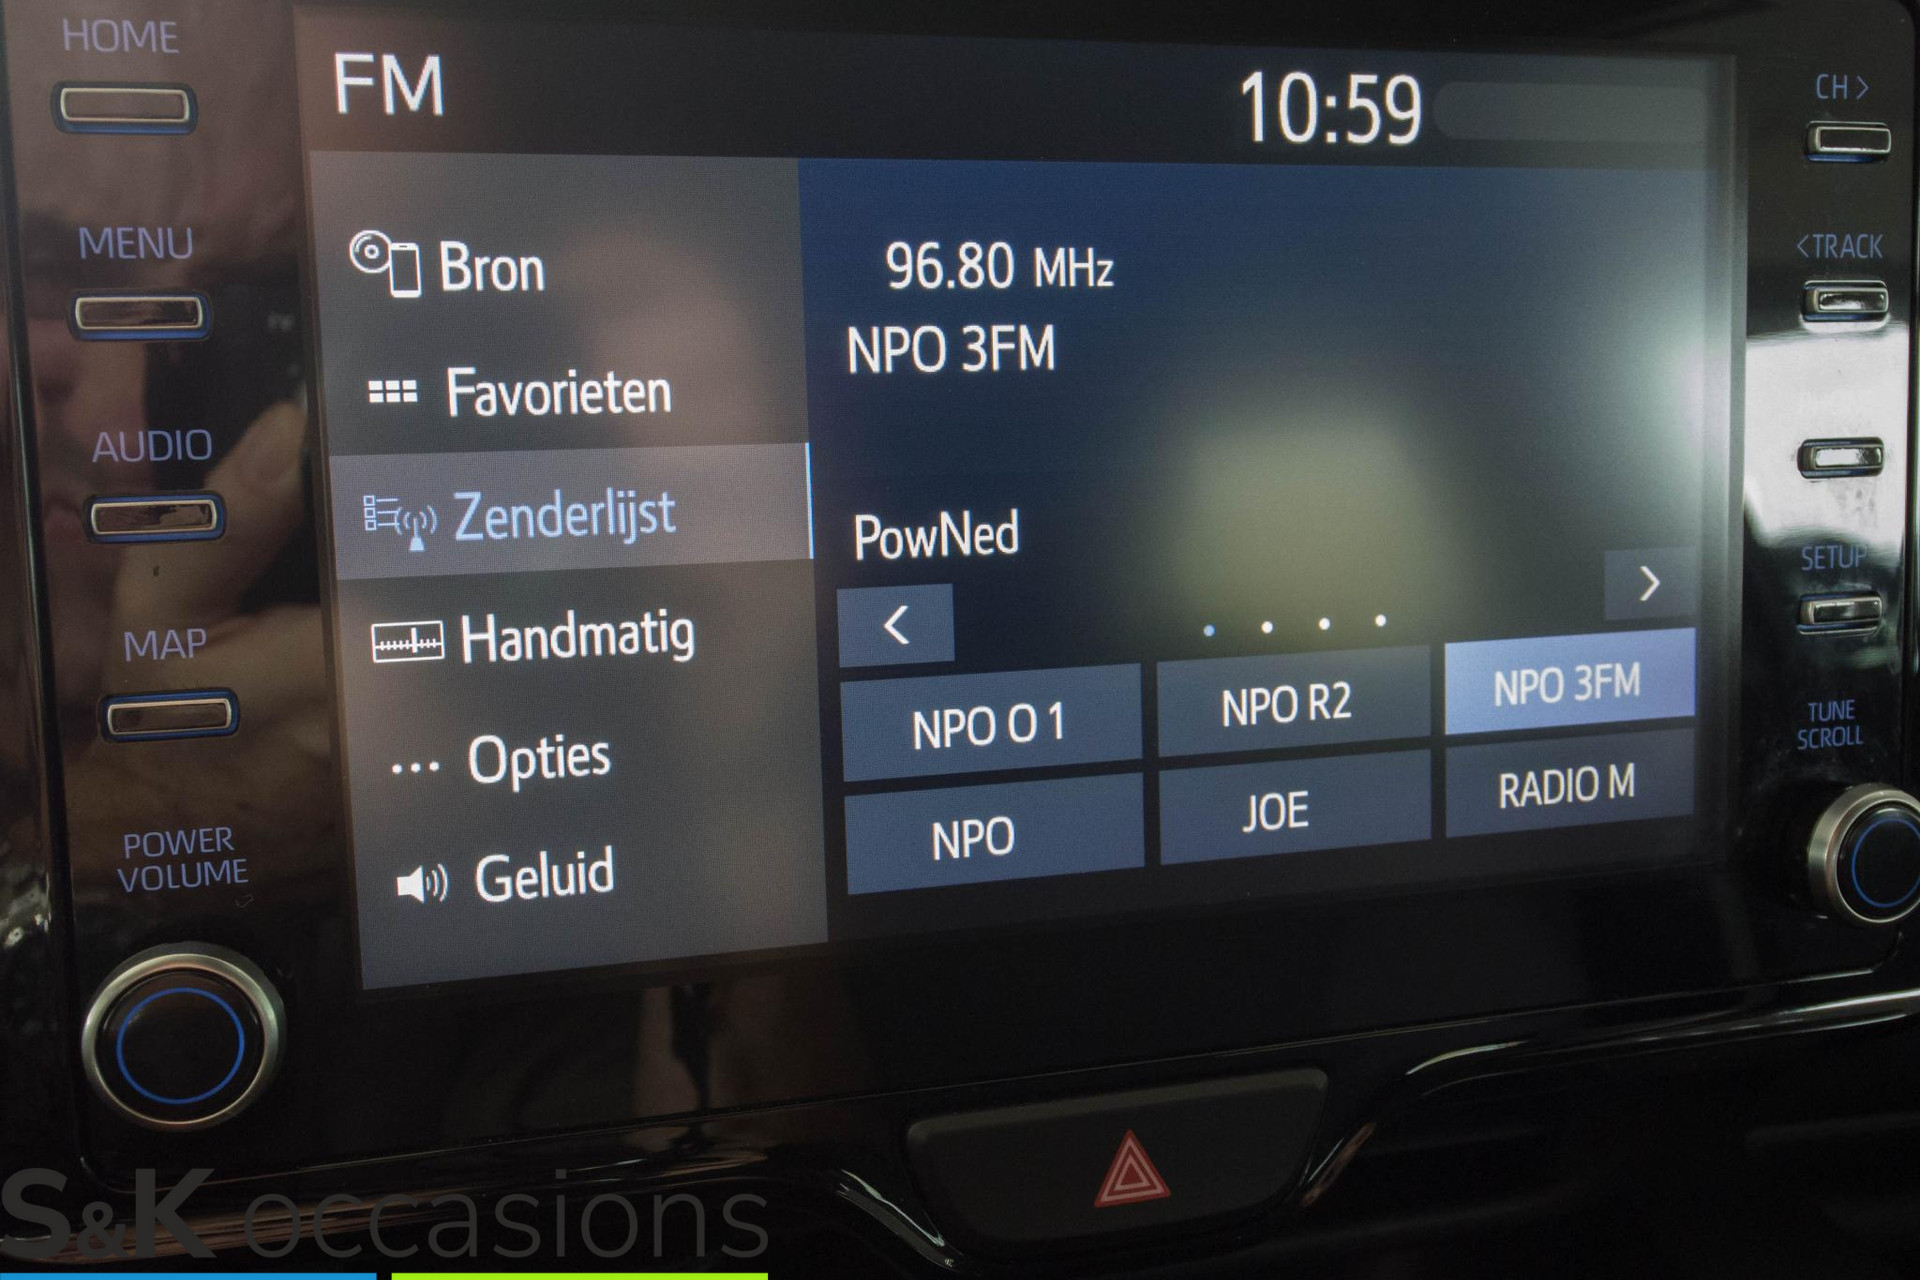 HOME
FM
10:59
CH >
MENU
Bron
96.80 MHz
<TRACK
NPO 3FM
Favorieten
AUDIO
Zenderlijst
PowNed
SETUP
MAP
Handmatig
NPO O 1
NPO R2
NPO 3FM
TUNE
SCROLL
Opties
NPO
JOE
RADIO M
POWER
VOLUME
Geluid
S&K occasions